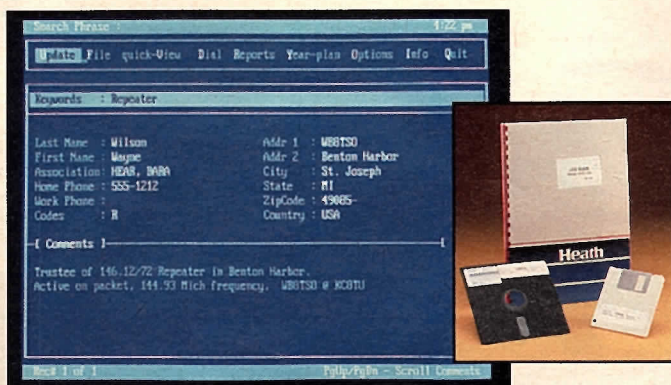 Search Phrase :
4:22 pm
Update File quick-View Dial Reports Year-plan Options Info Quit
Keywords : Repeater
Last Name : Wilson
First Name : Wayne
Association: HEAR, BARA
Home Phone : 555-1212
Work Phone :
Codes : R
Addr 1 : WB8TSO
Addr 2 : Benton Harbor
City : St. Joseph
State : MI
ZipCode : 49085-
Country : USA
[ Comments ]
Trustee of 146.12/72 Repeater in Benton Harbor.
Active on packet, 144.93 Mich frequency. WB8TSO @ KC8TU
Rec# 1 of 1
PgUp/PgDn - Scroll Comments
Heath